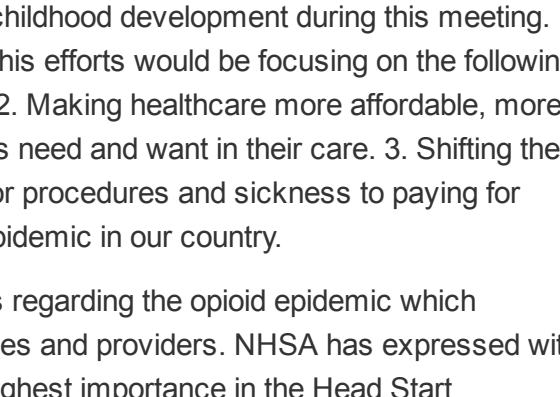 childhood development during this meeting.
his efforts would be focusing on the followin
2. Making healthcare more affordable, more
s need and want in their care. 3. Shifting the
or procedures and sickness to paying for
pidemic in our country.
s regarding the opioid epidemic which
es and providers. NHSA has expressed wit
ghest importance in the Head Start